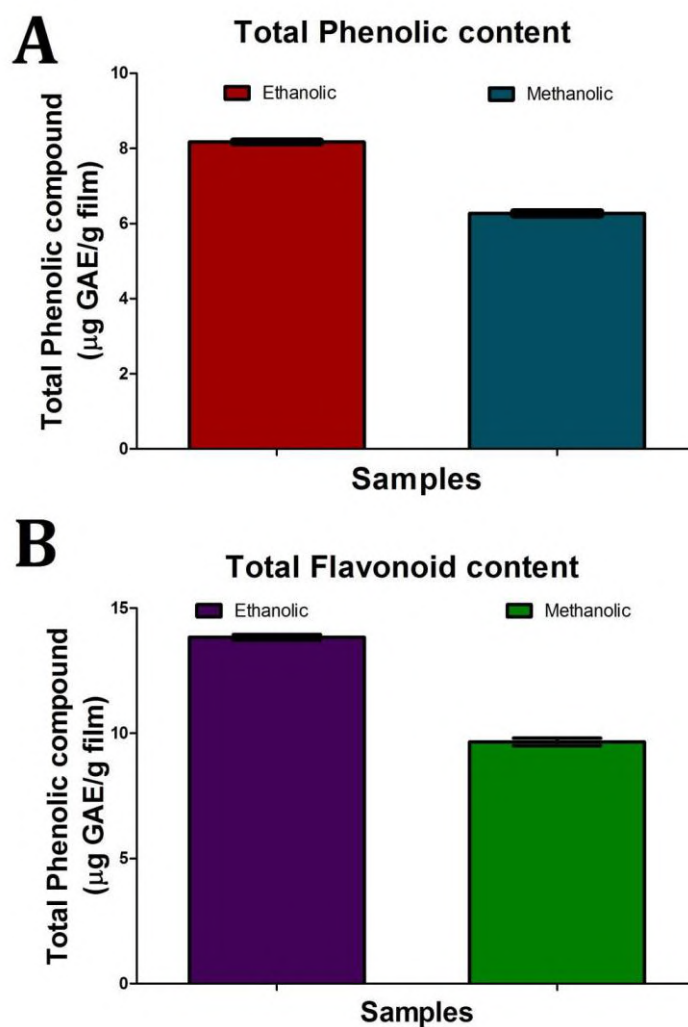 A
Total Phenolic content
Ethanolic
Methanolic
Total Phenolic compound
(μg GAE/g film)
10
8
6
4
2
0
Samples
B
Total Flavonoid content
Ethanolic
Methanolic
Total Phenolic compound
(μg GAE/g film)
15
10
5
0
Samples